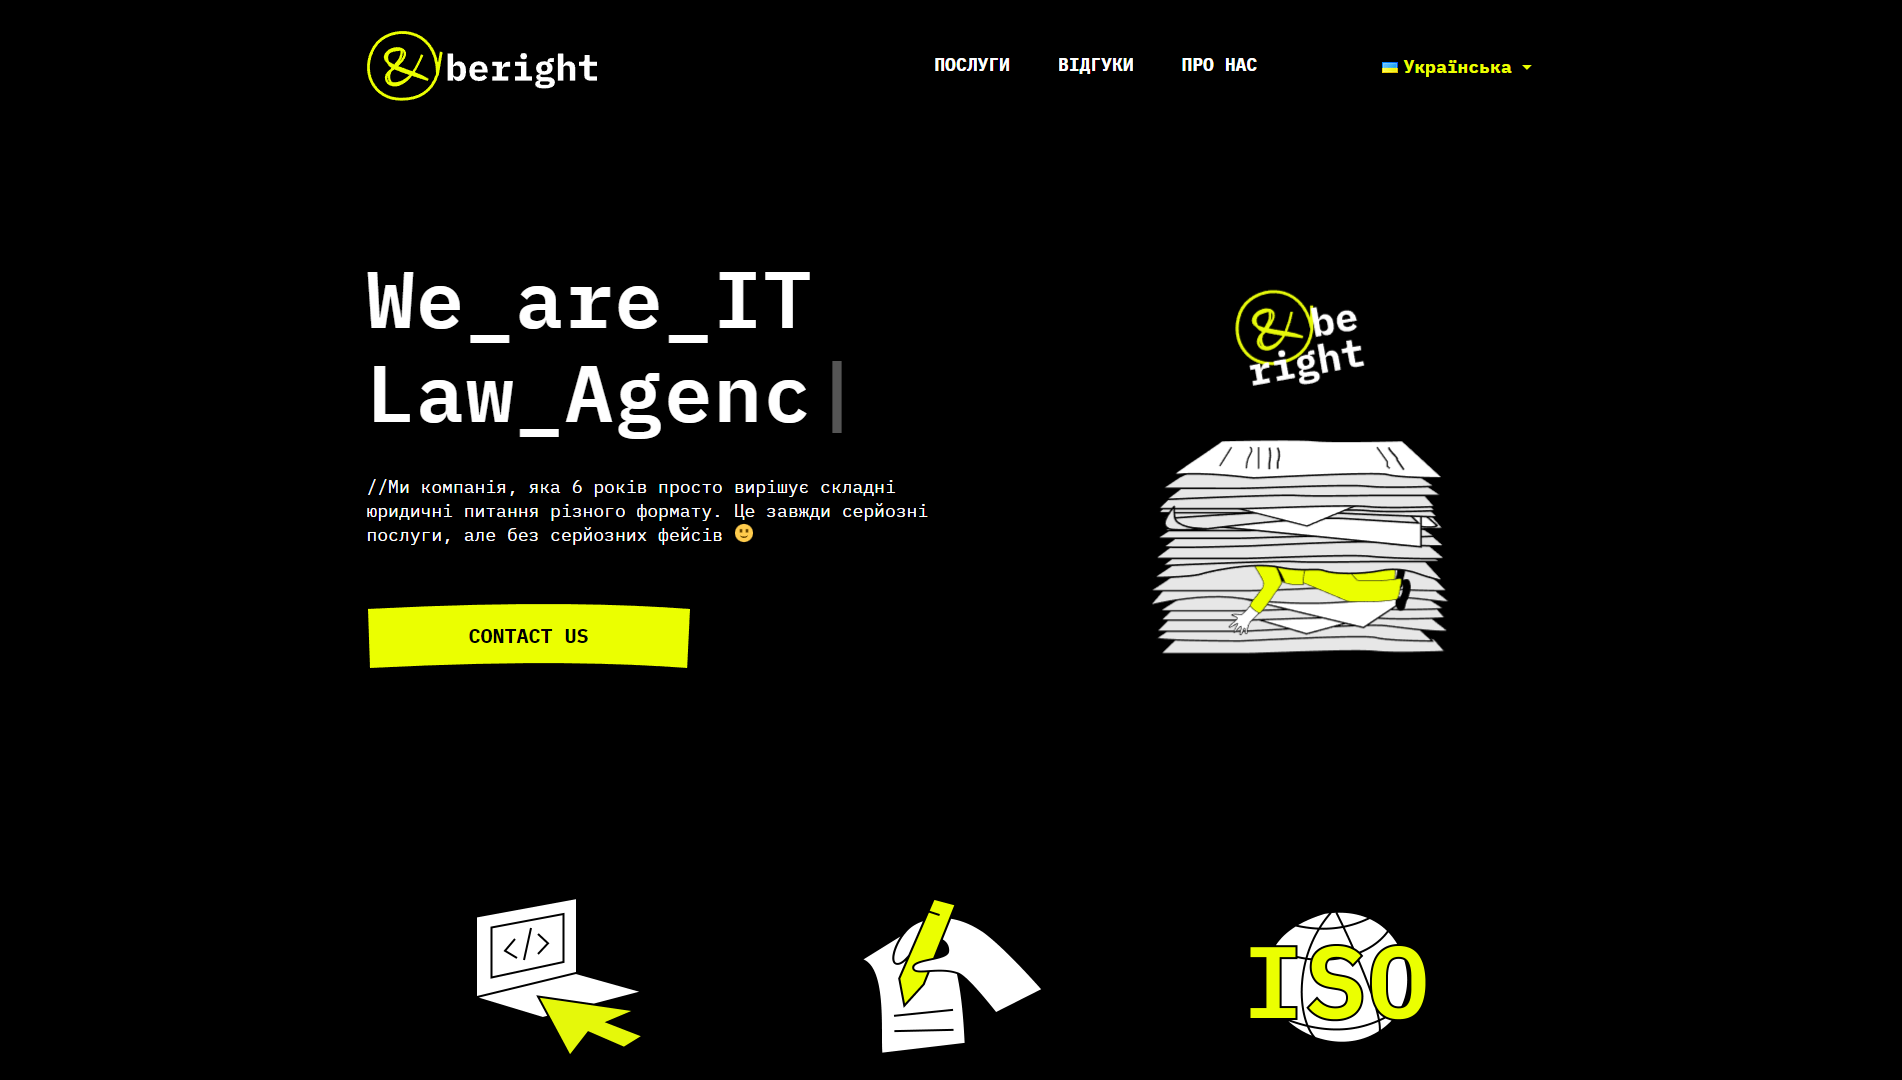 & beright
ПОСЛУГИ
ВІДГУКИ
ПРО НАС
Українська
We_are_IT
Law_Agenc|
& be
right
//Ми компанія, яка 6 років просто вирішує складні
юридичні питання різного формату. Це завжди серйозні
послуги, але без серйозних фейсів 🙂
CONTACT US
</>
ISO